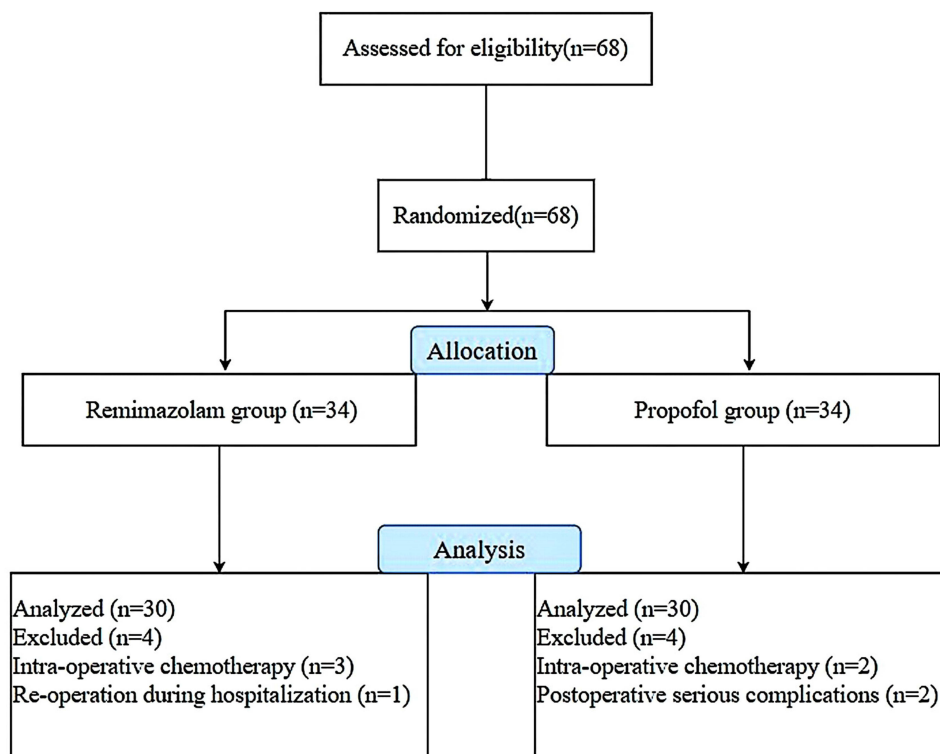 Assessed for eligibility(n=68)
Randomized(n=68)
Allocation
Remimazolam group (n=34)
Propofol group (n=34)
Analysis
Analyzed (n=30)
Excluded (n=4)
Intra-operative chemotherapy (n=3)
Re-operation during hospitalization (n=1)
Analyzed (n=30)
Excluded (n=4)
Intra-operative chemotherapy (n=2)
Postoperative serious complications (n=2)